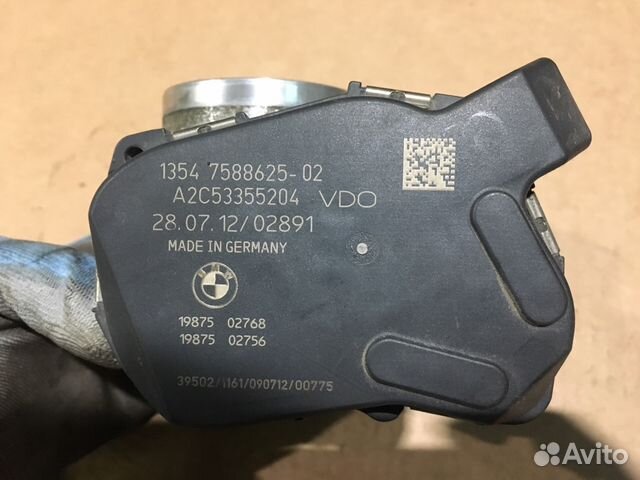 1354 7588625-02
A2C53355204 VDO
28.07.12/02891
MADE IN GERMANY
BMW
19875 02768
19875 02756
39502/1161/090712/00775
Avito